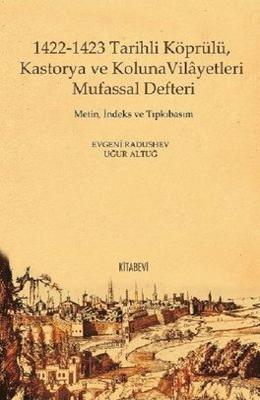 1422-1423 Tarihli Köprülü,
Kastorya ve KolunaVilâyetleri
Mufassal Defteri
Metin, İndeks ve Tıpkıbasım
EVGENİ RADUSHEV
UĞUR ALTUĞ
KİTABEVİ